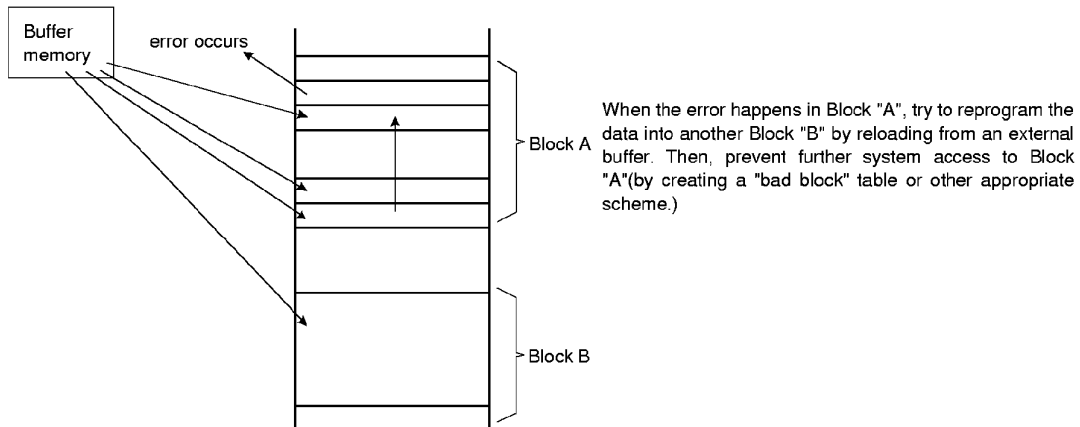 Buffer
memory
error occurs
Block A
When the error happens in Block "A", try to reprogram the
data into another Block "B" by reloading from an external
buffer. Then, prevent further system access to Block
"A"(by creating a "bad block" table or other appropriate
scheme.)
Block B